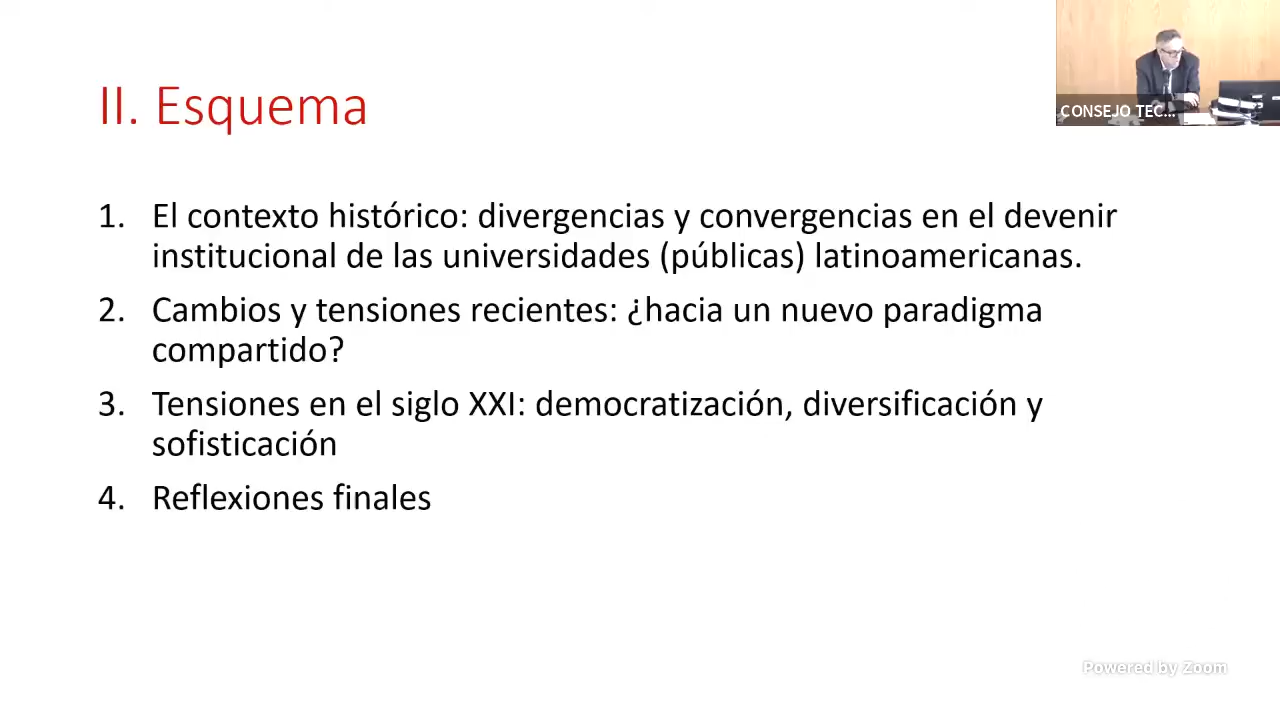 CONSEJO TEC...
II. Esquema
1. El contexto histórico: divergencias y convergencias en el devenir
institucional de las universidades (públicas) latinoamericanas.
2. Cambios y tensiones recientes: ¿hacia un nuevo paradigma
compartido?
3. Tensiones en el siglo XXI: democratización, diversificación y
sofisticación
4. Reflexiones finales
Powered by Zoom